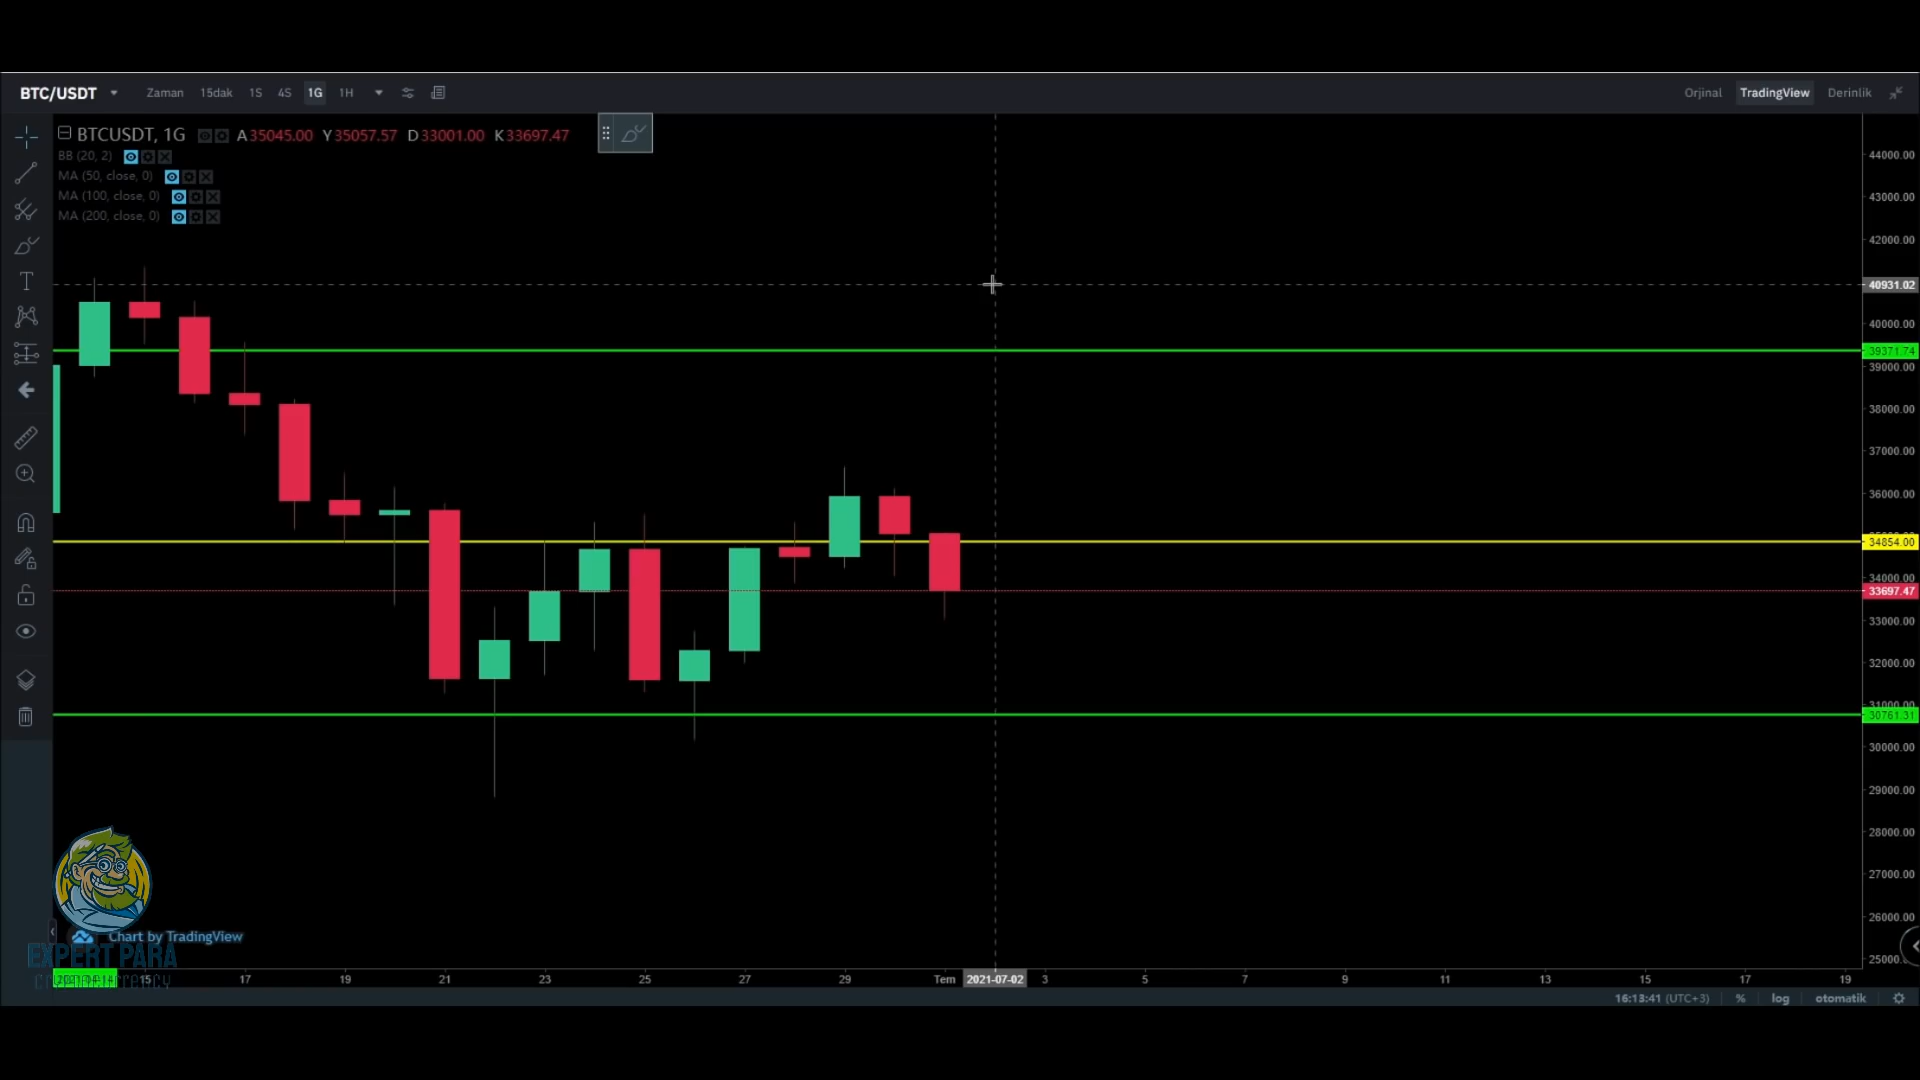 BTC/USDT Zaman 15dak 1S 4S 1G 1H Orjinal TradingView Derinlik
BTCUSDT, 1G A35045.00 Y35057.57 D33001.00 K33697.47
BB (20, 2)
MA (50, close, 0)
MA (100, close, 0)
MA (200, close, 0)
44000.00
43000.00
42000.00
40931.02
40000.00
39371.74
39000.00
38000.00
37000.00
36000.00
34854.00
34000.00
33697.47
33000.00
32000.00
30761.31
30000.00
29000.00
28000.00
27000.00
26000.00
25000
Chart by TradingView
EXPERT PARA
cryptocurrency
15 17 19 21 23 25 27 29 Tem 2021-07-02 3 5 7 9 11 13 15 17 19
16:13:41 (UTC+3) % log otomatik